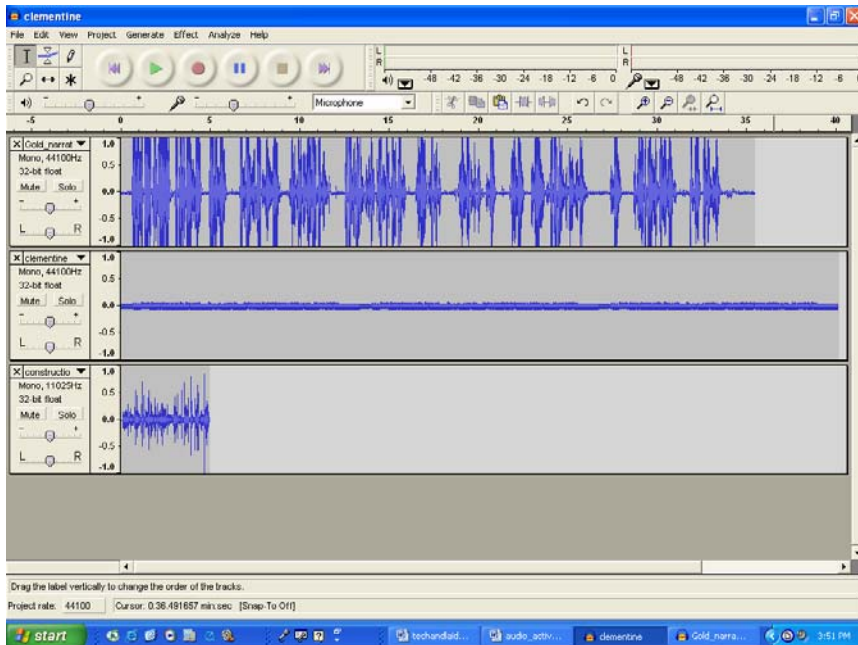 clementine
File Edit View Project Generate Effect Analyze Help
L
R
-48 -42 -36 -30 -24 -18 -12 -6 0
L
R
-48 -42 -36 -30 -24 -18 -12 -6
Microphone
-5 0 5 10 15 20 25 30 35 40
X Gold_narrat
Mono, 44100Hz
32-bit float
Mute Solo
- +
L R
1.0
0.5
0.0
-0.5
-1.0
X clementine
Mono, 44100Hz
32-bit float
Mute Solo
- +
L R
1.0
0.5
0.0
-0.5
-1.0
X constructio
Mono, 11025Hz
32-bit float
Mute Solo
- +
L R
1.0
0.5
0.0
-0.5
-1.0
Drag the label vertically to change the order of the tracks.
Project rate: 44100 Cursor: 0:36.491657 min:sec [Snap-To Off]
start techandlaid... audio_activ... clementine Gold_narra... 3:51 PM